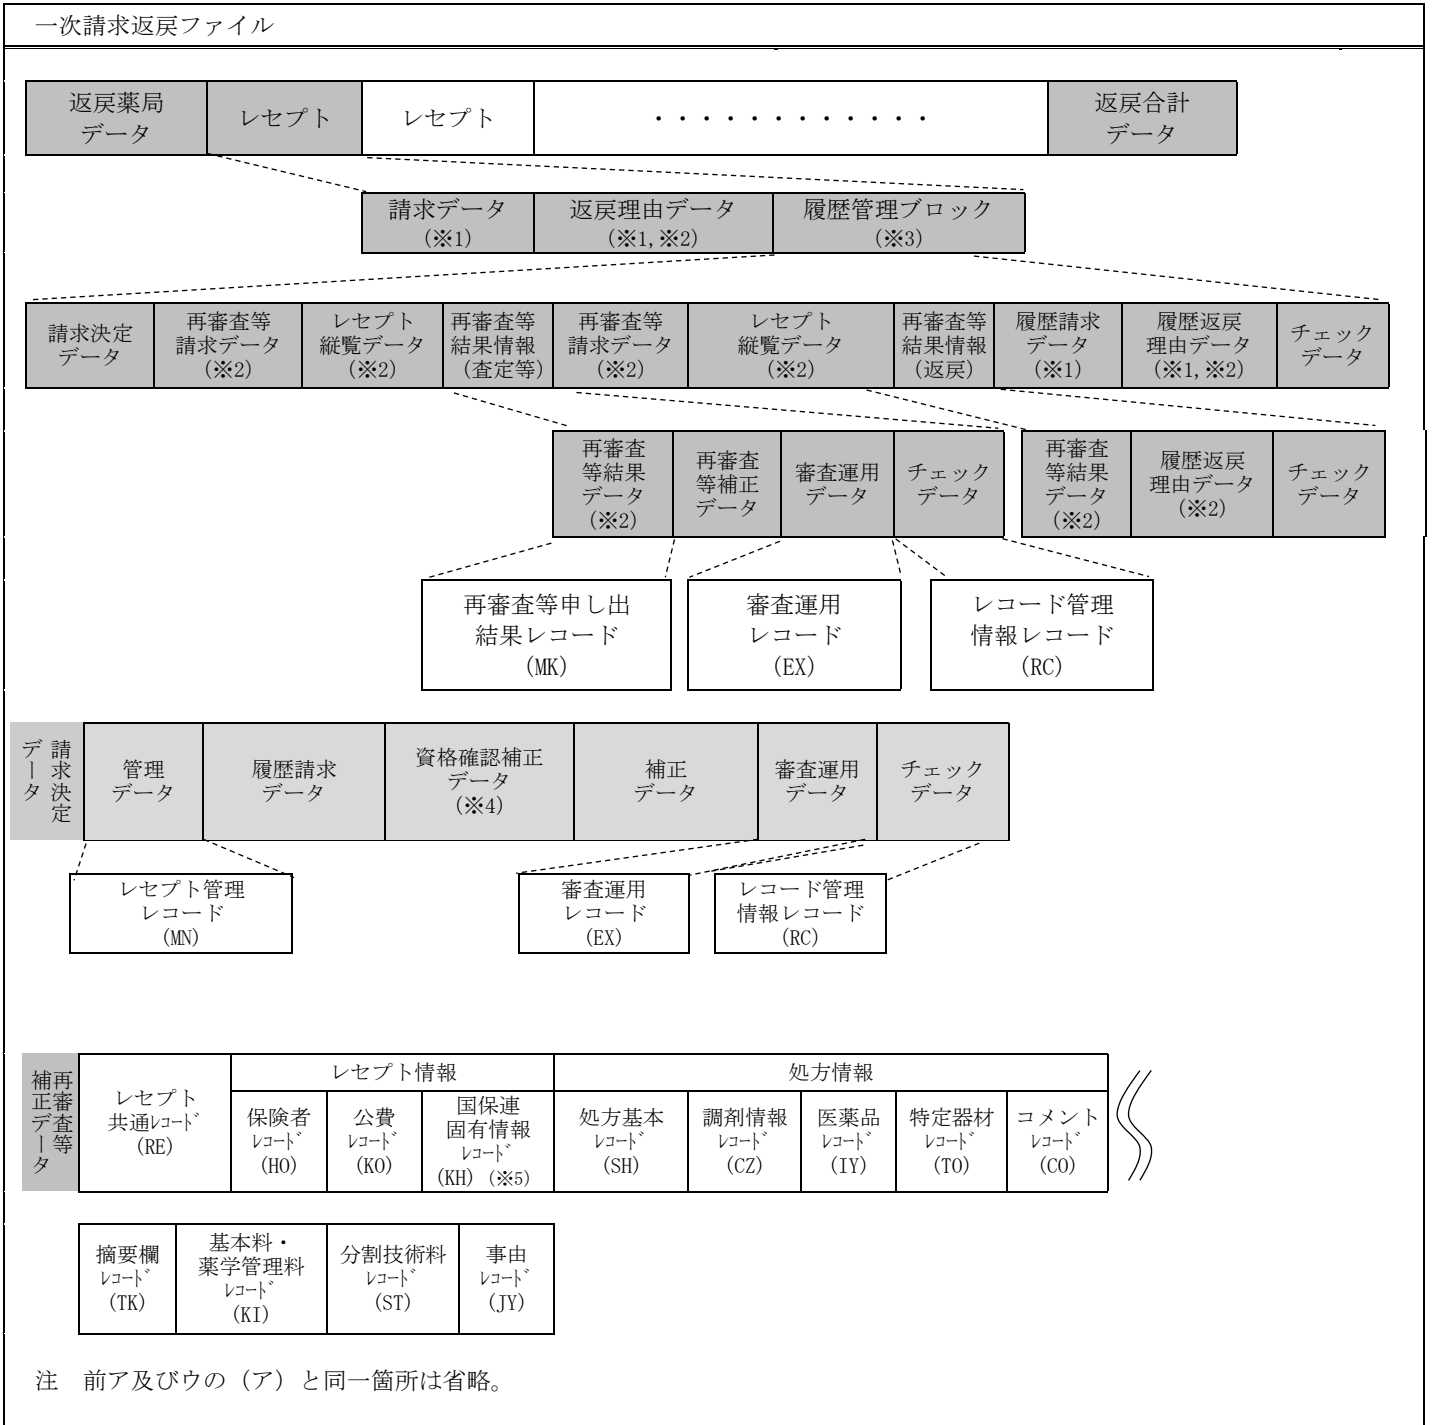 一次請求返戻ファイル
返戻薬局
データ
レセプト
レセプト
・・・・・・・・・・・・
返戻合計
データ
請求データ
(※1)
返戻理由データ
(※1,※2)
履歴管理ブロック
(※3)
請求決定
データ
再審査等
請求データ
(※2)
レセプト
縦覧データ
(※2)
再審査等
結果情報
(査定等)
再審査等
請求データ
(※2)
レセプト
縦覧データ
(※2)
再審査等
結果情報
(返戻)
履歴請求
データ
(※1)
履歴返戻
理由データ
(※1,※2)
チェック
データ
再審査
等結果
データ
(※2)
再審査
等補正
データ
審査運用
データ
チェック
データ
再審査
等結果
データ
(※2)
履歴返戻
理由データ
(※2)
チェック
データ
再審査等申し出
結果レコード
(MK)
審査運用
レコード
(EX)
レコード管理
情報レコード
(RC)
請求決定
データ
管理
データ
履歴請求
データ
資格確認補正
データ
(※4)
補正
データ
審査運用
データ
チェック
データ
レセプト管理
レコード
(MN)
審査運用
レコード
(EX)
レコード管理
情報レコード
(RC)
再審査等
補正データ
レセプト
共通ﾚｺｰﾄﾞ
(RE)
レセプト情報
保険者
ﾚｺｰﾄﾞ
(HO)
公費
ﾚｺｰﾄﾞ
(KO)
国保連
固有情報
ﾚｺｰﾄﾞ
(KH) (※5)
処方情報
処方基本
ﾚｺｰﾄﾞ
(SH)
調剤情報
ﾚｺｰﾄﾞ
(CZ)
医薬品
ﾚｺｰﾄﾞ
(IY)
特定器材
ﾚｺｰﾄﾞ
(TO)
コメント
ﾚｺｰﾄﾞ
(CO)
摘要欄
ﾚｺｰﾄﾞ
(TK)
基本料・
薬学管理料
ﾚｺｰﾄﾞ
(KI)
分割技術料
ﾚｺｰﾄﾞ
(ST)
事由
ﾚｺｰﾄﾞ
(JY)
注　前ア及びウの（ア）と同一箇所は省略。